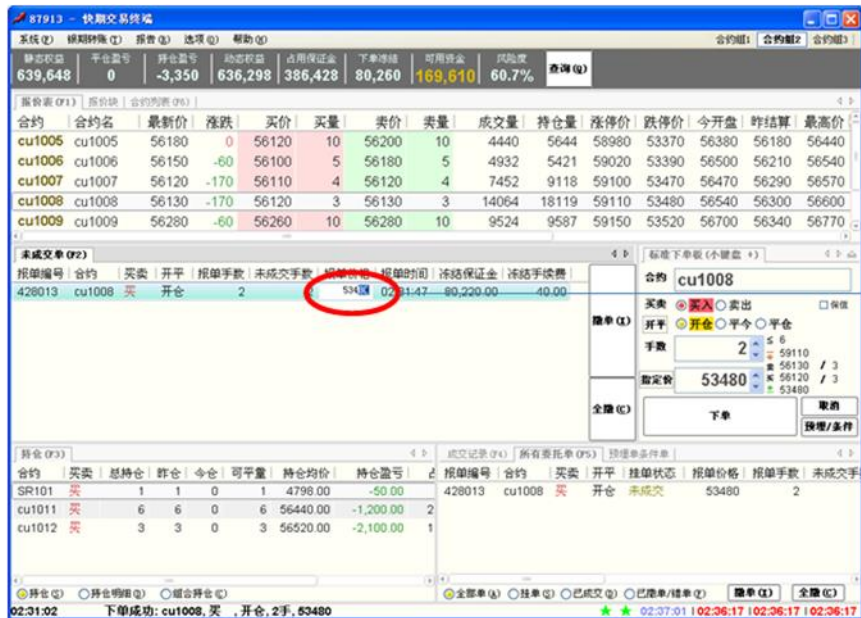 87913 - 快期交易终端
系统(Y) 银期转账(T) 报告(R) 选项(O) 帮助(H) 合约组1 合约组2 合约组3
静态权益 平仓盈亏 持仓盈亏 动态权益 占用保证金 下单冻结 可用资金 风险度 查询(Q)
639,648 0 -3,350 636,298 386,428 80,260 169,610 60.7%
报价表(F1) 报价块 合约列表(F6)
合约 合约名 最新价 涨跌 买价 买量 卖价 卖量 成交量 持仓量 涨停价 跌停价 今开盘 昨结算 最高价
cu1005 cu1005 56180 0 56120 10 56200 10 4440 5644 58980 53370 56380 56180 56440
cu1006 cu1006 56150 -60 56100 5 56180 5 4932 5421 59020 53390 56500 56210 56540
cu1007 cu1007 56120 -170 56110 4 56120 4 7452 9118 59100 53470 56470 56290 56570
cu1008 cu1008 56130 -170 56120 3 56130 3 14064 18119 59110 53480 56540 56300 56600
cu1009 cu1009 56280 -60 56260 10 56280 10 9524 9587 59150 53520 56700 56340 56770
未成交单(F2)
报单编号 合约 买卖 开平 报单手数 未成交手数 报单价格 报单时间 冻结保证金 冻结手续费
428013 cu1008 买 开仓 2 534 02:31:47 80,220.00 40.00
撤单(X)
全撤(C)
标准下单板(小键盘 +)
合约 cu1008
买卖 买入 卖出 保值
开平 开仓 平今 平仓
手数 2 ≤ 6
59110
指定价 53480
卖 56130 / 3
买 56120 / 3
53480
下单 取消
预埋/条件
持仓(F3)
合约 买卖 总持仓 昨仓 今仓 可平量 持仓均价 持仓盈亏 占
SR101 买 1 1 0 1 4798.00 -50.00
cu1011 买 6 6 0 6 56440.00 -1,200.00 2
cu1012 买 3 3 0 3 56520.00 -2,100.00 1
持仓(S) 持仓明细(D) 组合持仓(E)
成交记录(F4) 所有委托单(F5) 预埋单条件单
报单编号 合约 买卖 开平 挂单状态 报单价格 报单手数 未成交手
428013 cu1008 买 开仓 未成交 53480 2
全部单(A) 挂单(S) 已成交(D) 已撤单/错单(F) 撤单(X) 全撤(C)
02:31:02 下单成功: cu1008, 买 , 开仓, 2手, 53480 02:37:01 02:36:17 02:36:17 02:36:17